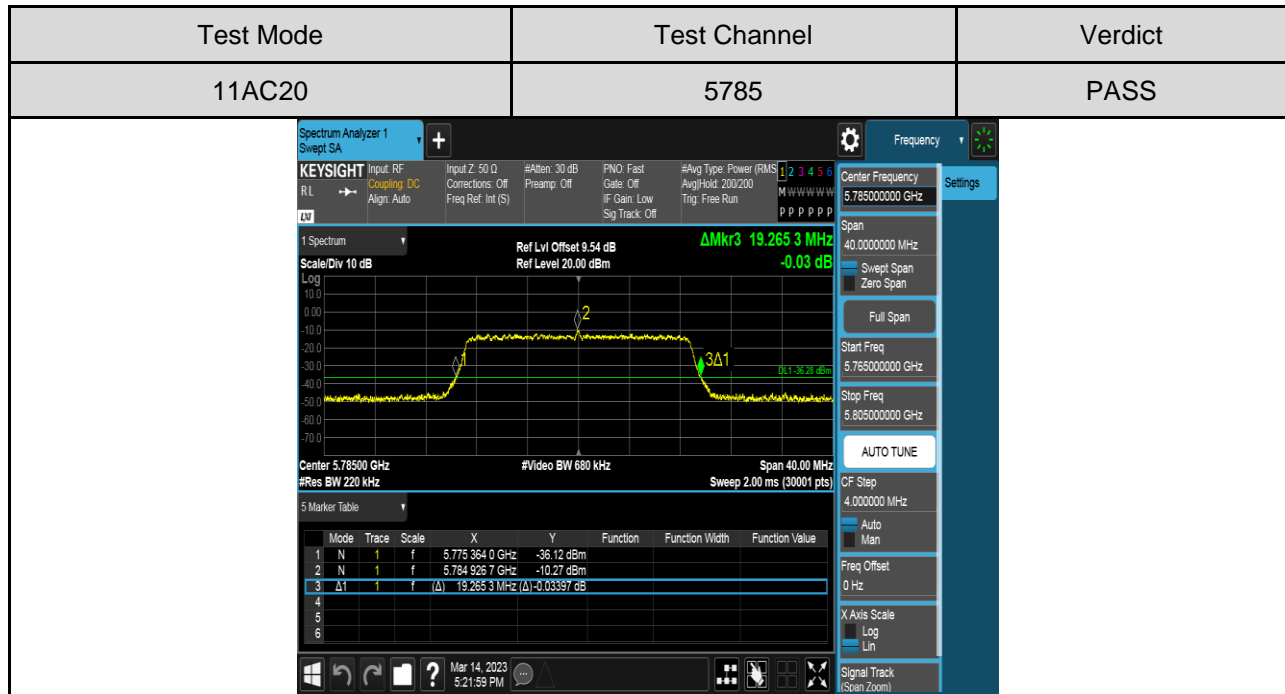 Test Mode Test Channel Verdict
11AC20 5785 PASS
Spectrum Analyzer 1
Swept SA
+
Frequency
KEYSIGHT Input: RF Input Z: 50 Ω #Atten: 30 dB PNO: Fast #Avg Type: Power (RMS 1 2 3 4 5 6
RL Coupling: DC Corrections: Off Preamp: Off Gate: Off Avg|Hold: 200/200 M W W W W W
Align: Auto Freq Ref: Int (S) IF Gain: Low Trig: Free Run
LXI Sig Track: Off P P P P P P
Center Frequency
5.785000000 GHz
Settings
1 Spectrum
Ref Lvl Offset 9.54 dB
ΔMkr3 19.265 3 MHz
Scale/Div 10 dB
Ref Level 20.00 dBm
-0.03 dB
Log
10.0
0.00
-10.0
-20.0
-30.0
-40.0
-50.0
-60.0
-70.0
1
2
3Δ1
DL1 -36.28 dBm
Center 5.78500 GHz #Video BW 680 kHz Span 40.00 MHz
#Res BW 220 kHz Sweep 2.00 ms (30001 pts)
Span
40.0000000 MHz
Swept Span
Zero Span
Full Span
Start Freq
5.765000000 GHz
Stop Freq
5.805000000 GHz
AUTO TUNE
CF Step
4.000000 MHz
Auto
Man
Freq Offset
0 Hz
X Axis Scale
Log
Lin
Signal Track
(Span Zoom)
5 Marker Table
Mode Trace Scale X Y Function Function Width Function Value
1 N 1 f 5.775 364 0 GHz -36.12 dBm
2 N 1 f 5.784 926 7 GHz -10.27 dBm
3 Δ1 1 f (Δ) 19.265 3 MHz (Δ) -0.03397 dB
4
5
6
?
Mar 14, 2023
5:21:59 PM